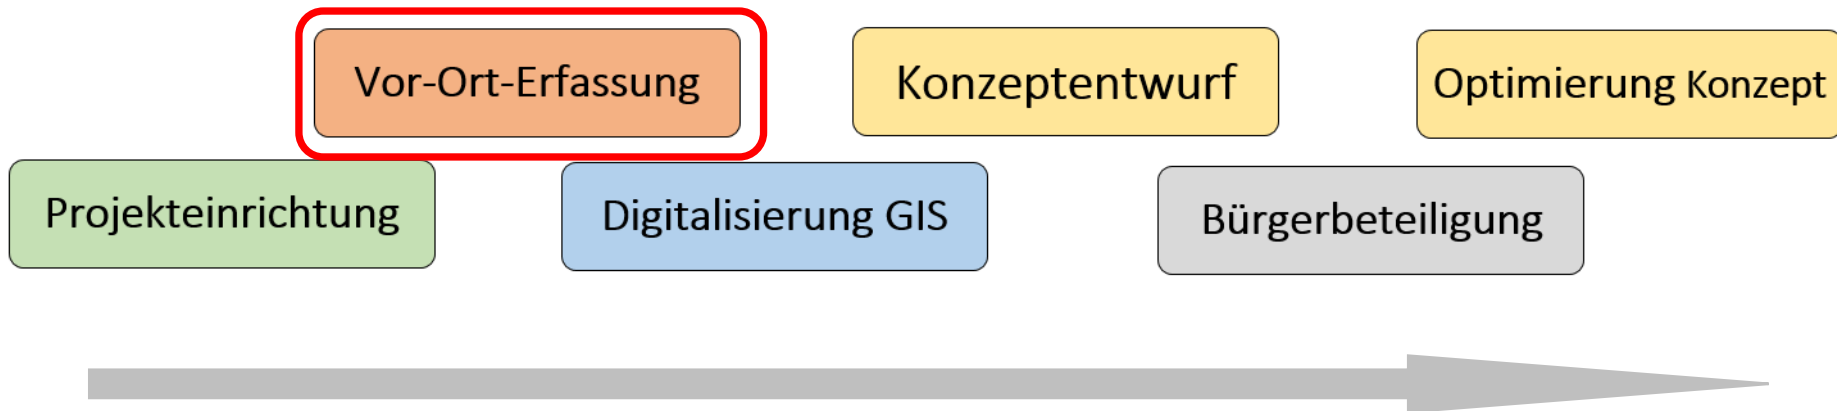 Vor-Ort-Erfassung
Konzeptentwurf
Optimierung Konzept
Projekteinrichtung
Digitalisierung GIS
Bürgerbeteiligung